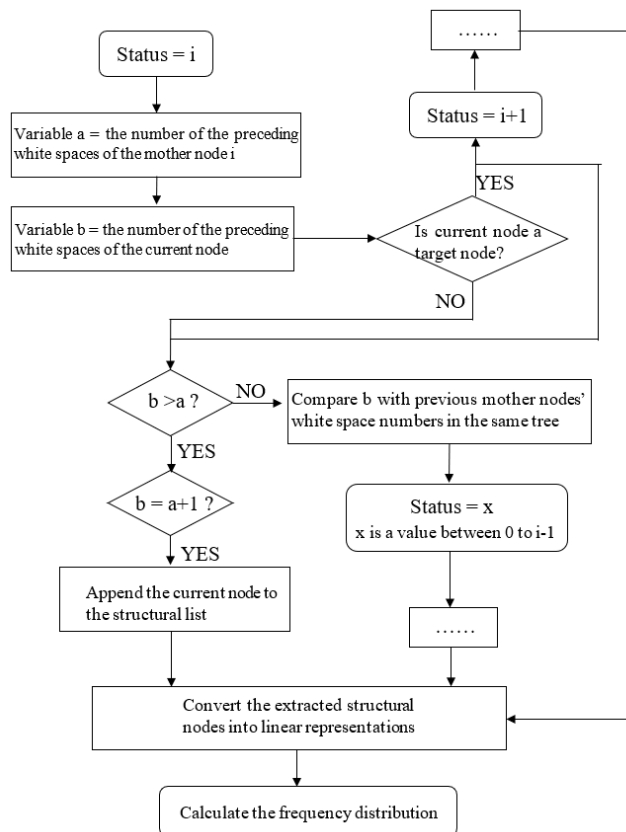 Status = i
Variable a = the number of the preceding
white spaces of the mother node i
Variable b = the number of the preceding
white spaces of the current node
……
Status = i+1
YES
Is current node a
target node?
NO
b >a ?
NO
Compare b with previous mother nodes’
white space numbers in the same tree
YES
b = a+1 ?
Status = x
x is a value between 0 to i-1
YES
Append the current node to
the structural list
……
Convert the extracted structural
nodes into linear representations
Calculate the frequency distribution